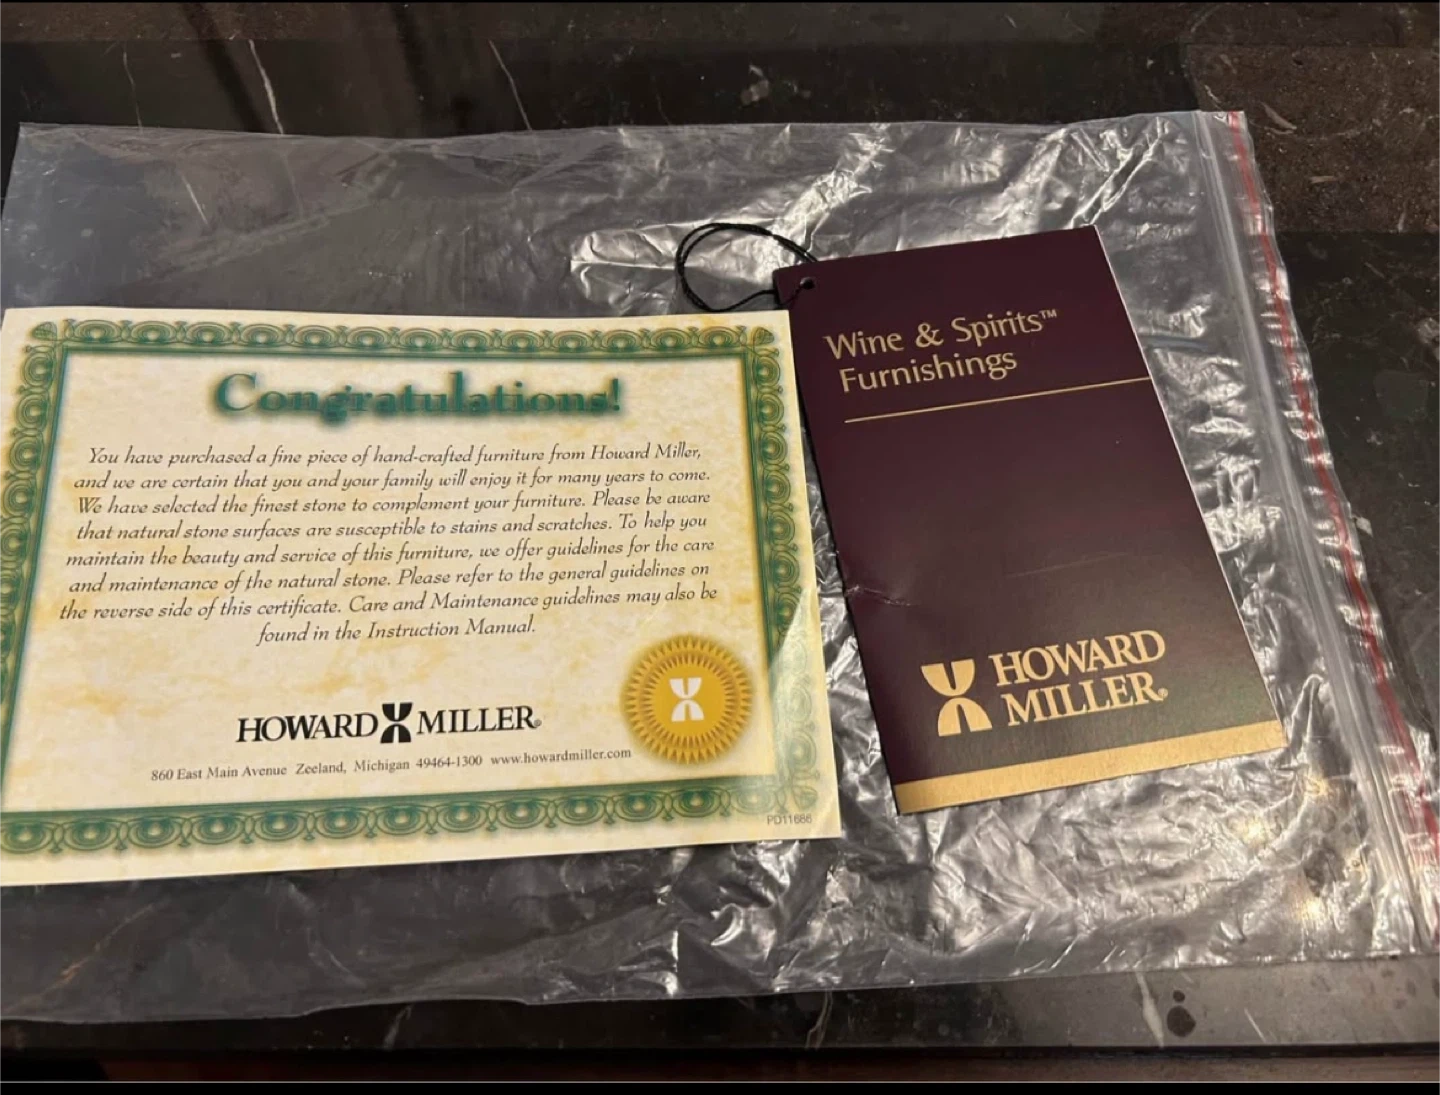 Congratulations!
You have purchased a fine piece of hand-crafted furniture from Howard Miller,
and we are certain that you and your family will enjoy it for many years to come.
We have selected the finest stone to complement your furniture. Please be aware
that natural stone surfaces are susceptible to stains and scratches. To help you
maintain the beauty and service of this furniture, we offer guidelines for the care
and maintenance of the natural stone. Please refer to the general guidelines on
the reverse side of this certificate. Care and Maintenance guidelines may also be
found in the Instruction Manual.
HOWARD MILLER®
860 East Main Avenue Zeeland, Michigan 49464-1300 www.howardmiller.com
PD11686
Wine & Spirits™
Furnishings
HOWARD
MILLER®